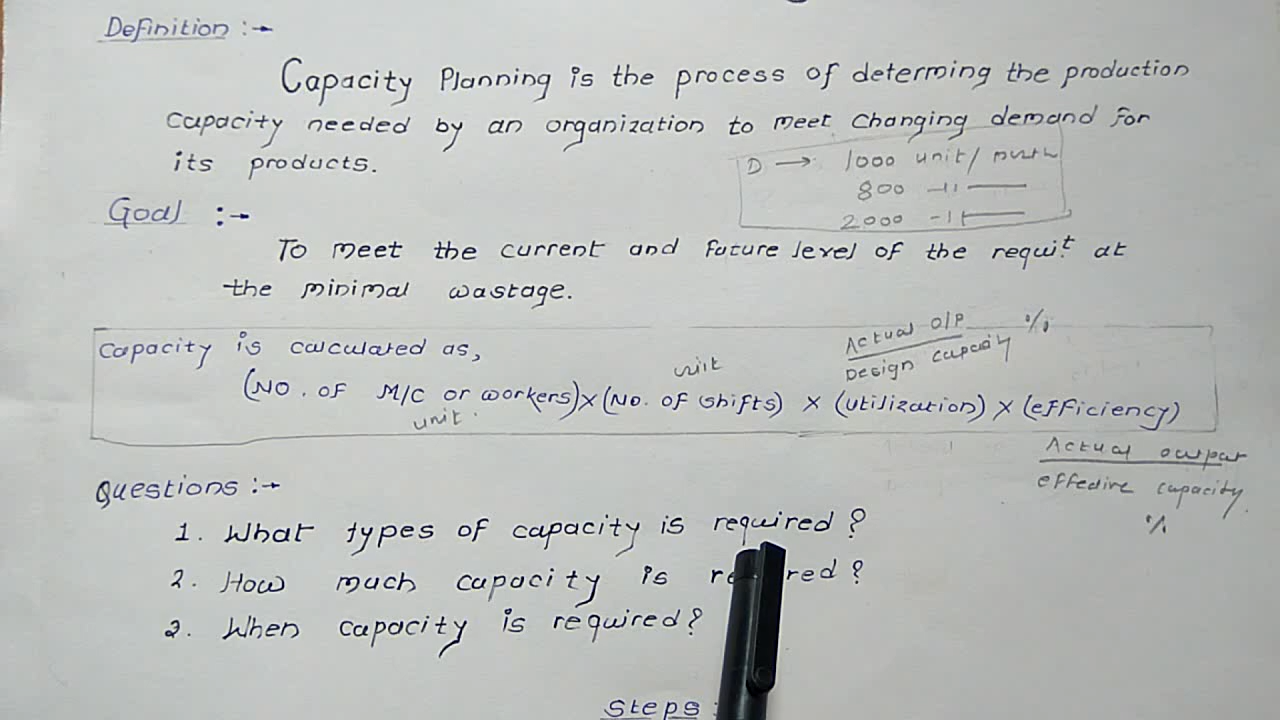 Definition :-
Capacity Planning is the process of determing the production
capacity needed by an organization to meet changing demand for
its products.
D → 1000 unit / month
800 -11-
2000 -11-
Goal :-
To meet the current and future level of the requit. at
the minimal wastage.
Capacity is calculated as,
Actual O/P %
Design capacity
unit
(No. of M/C or workers) x (No. of shifts) x (utilization) x (efficiency)
unit
Actual output
effective capacity
%
Questions :-
1. What types of capacity is required?
2. How much capacity is required?
2. When capacity is required?
Steps :